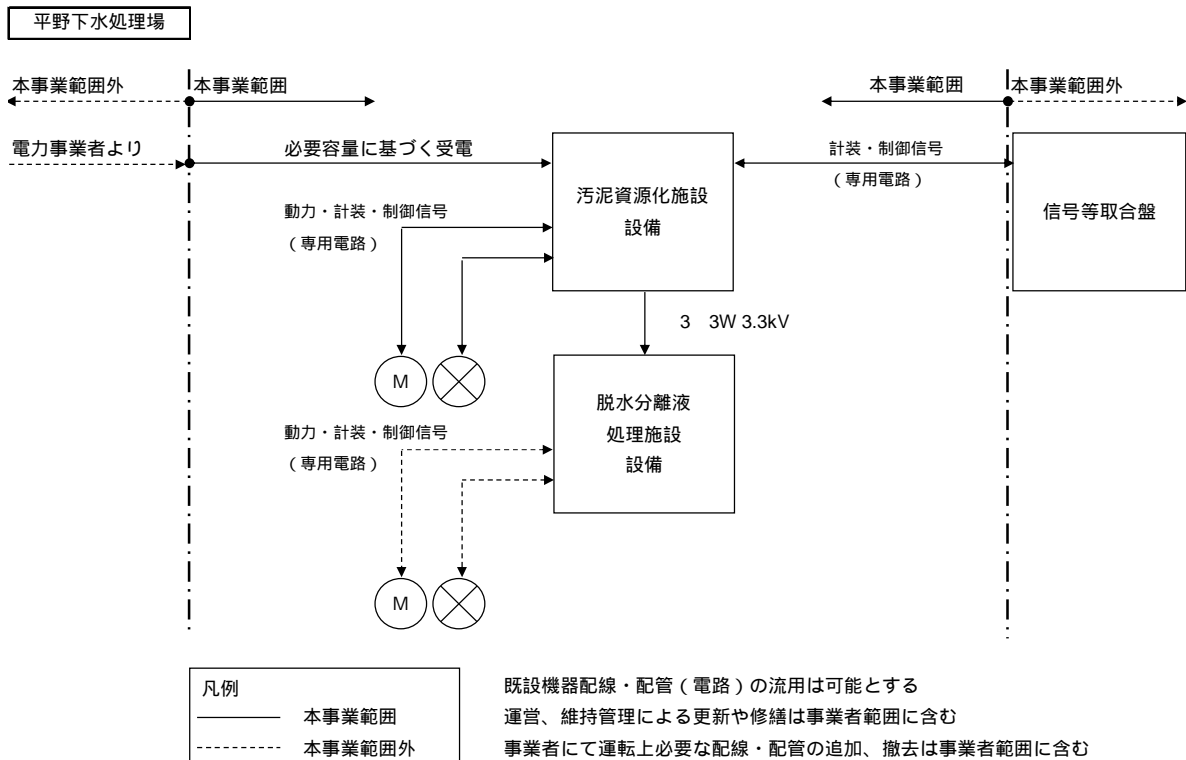 平野下水処理場
本事業範囲外
本事業範囲
本事業範囲
本事業範囲外
電力事業者より
必要容量に基づく受電
計装・制御信号
（専用電路）
汚泥資源化施設
設備
信号等取合盤
動力・計装・制御信号
（専用電路）
3 3W 3.3kV
M
脱水分離液
処理施設
設備
動力・計装・制御信号
（専用電路）
M
凡例
本事業範囲
本事業範囲外
既設機器配線・配管（電路）の流用は可能とする
運営、維持管理による更新や修繕は事業者範囲に含む
事業者にて運転上必要な配線・配管の追加、撤去は事業者範囲に含む